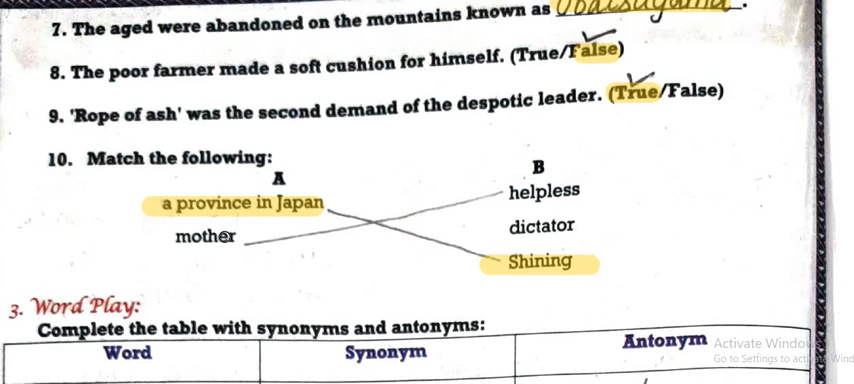 7. The aged were abandoned on the mountains known as Obatsuyama.
8. The poor farmer made a soft cushion for himself. (True/False)
9. 'Rope of ash' was the second demand of the despotic leader. (True/False)
10. Match the following:
A B
a province in Japan helpless
mother dictator
Shining
3. Word Play:
Complete the table with synonyms and antonyms:
Word Synonym Antonym
Activate Windows
Go to Settings to activate Wind